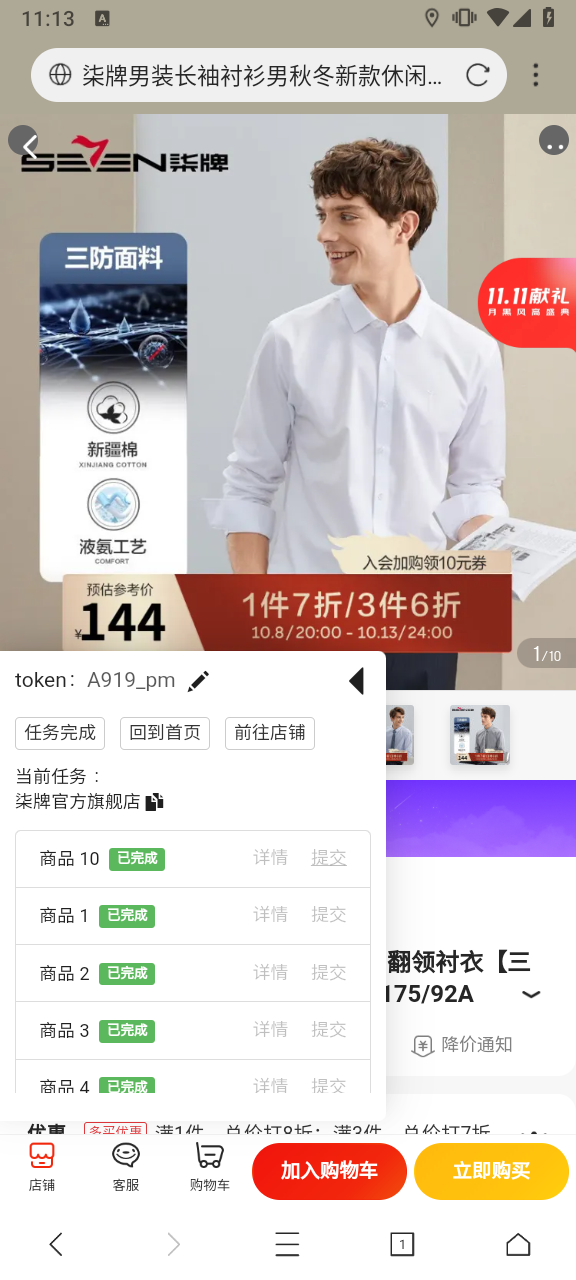 11:13
A
柒牌男装长袖衬衫男秋冬新款休闲...
SEVEN柒牌
三防面料
11.11献礼
月黑风高盛典
新疆棉
XINJIANG COTTON
液氨工艺
COMFORT
入会加购领10元券
预估参考价
¥144
1件7折/3件6折
10.8/20:00 - 10.13/24:00
1/10
token: A919_pm
任务完成 回到首页 前往店铺
当前任务：
柒牌官方旗舰店
商品 10 已完成 详情 提交
商品 1 已完成 详情 提交
商品 2 已完成 详情 提交
商品 3 已完成 详情 提交
商品 4 已完成 详情 提交
翻领衬衣【三
175/92A
降价通知
优惠 多买优惠 满1件，总价打8折；满3件，总价打7折
店铺 客服 购物车 加入购物车 立即购买
1